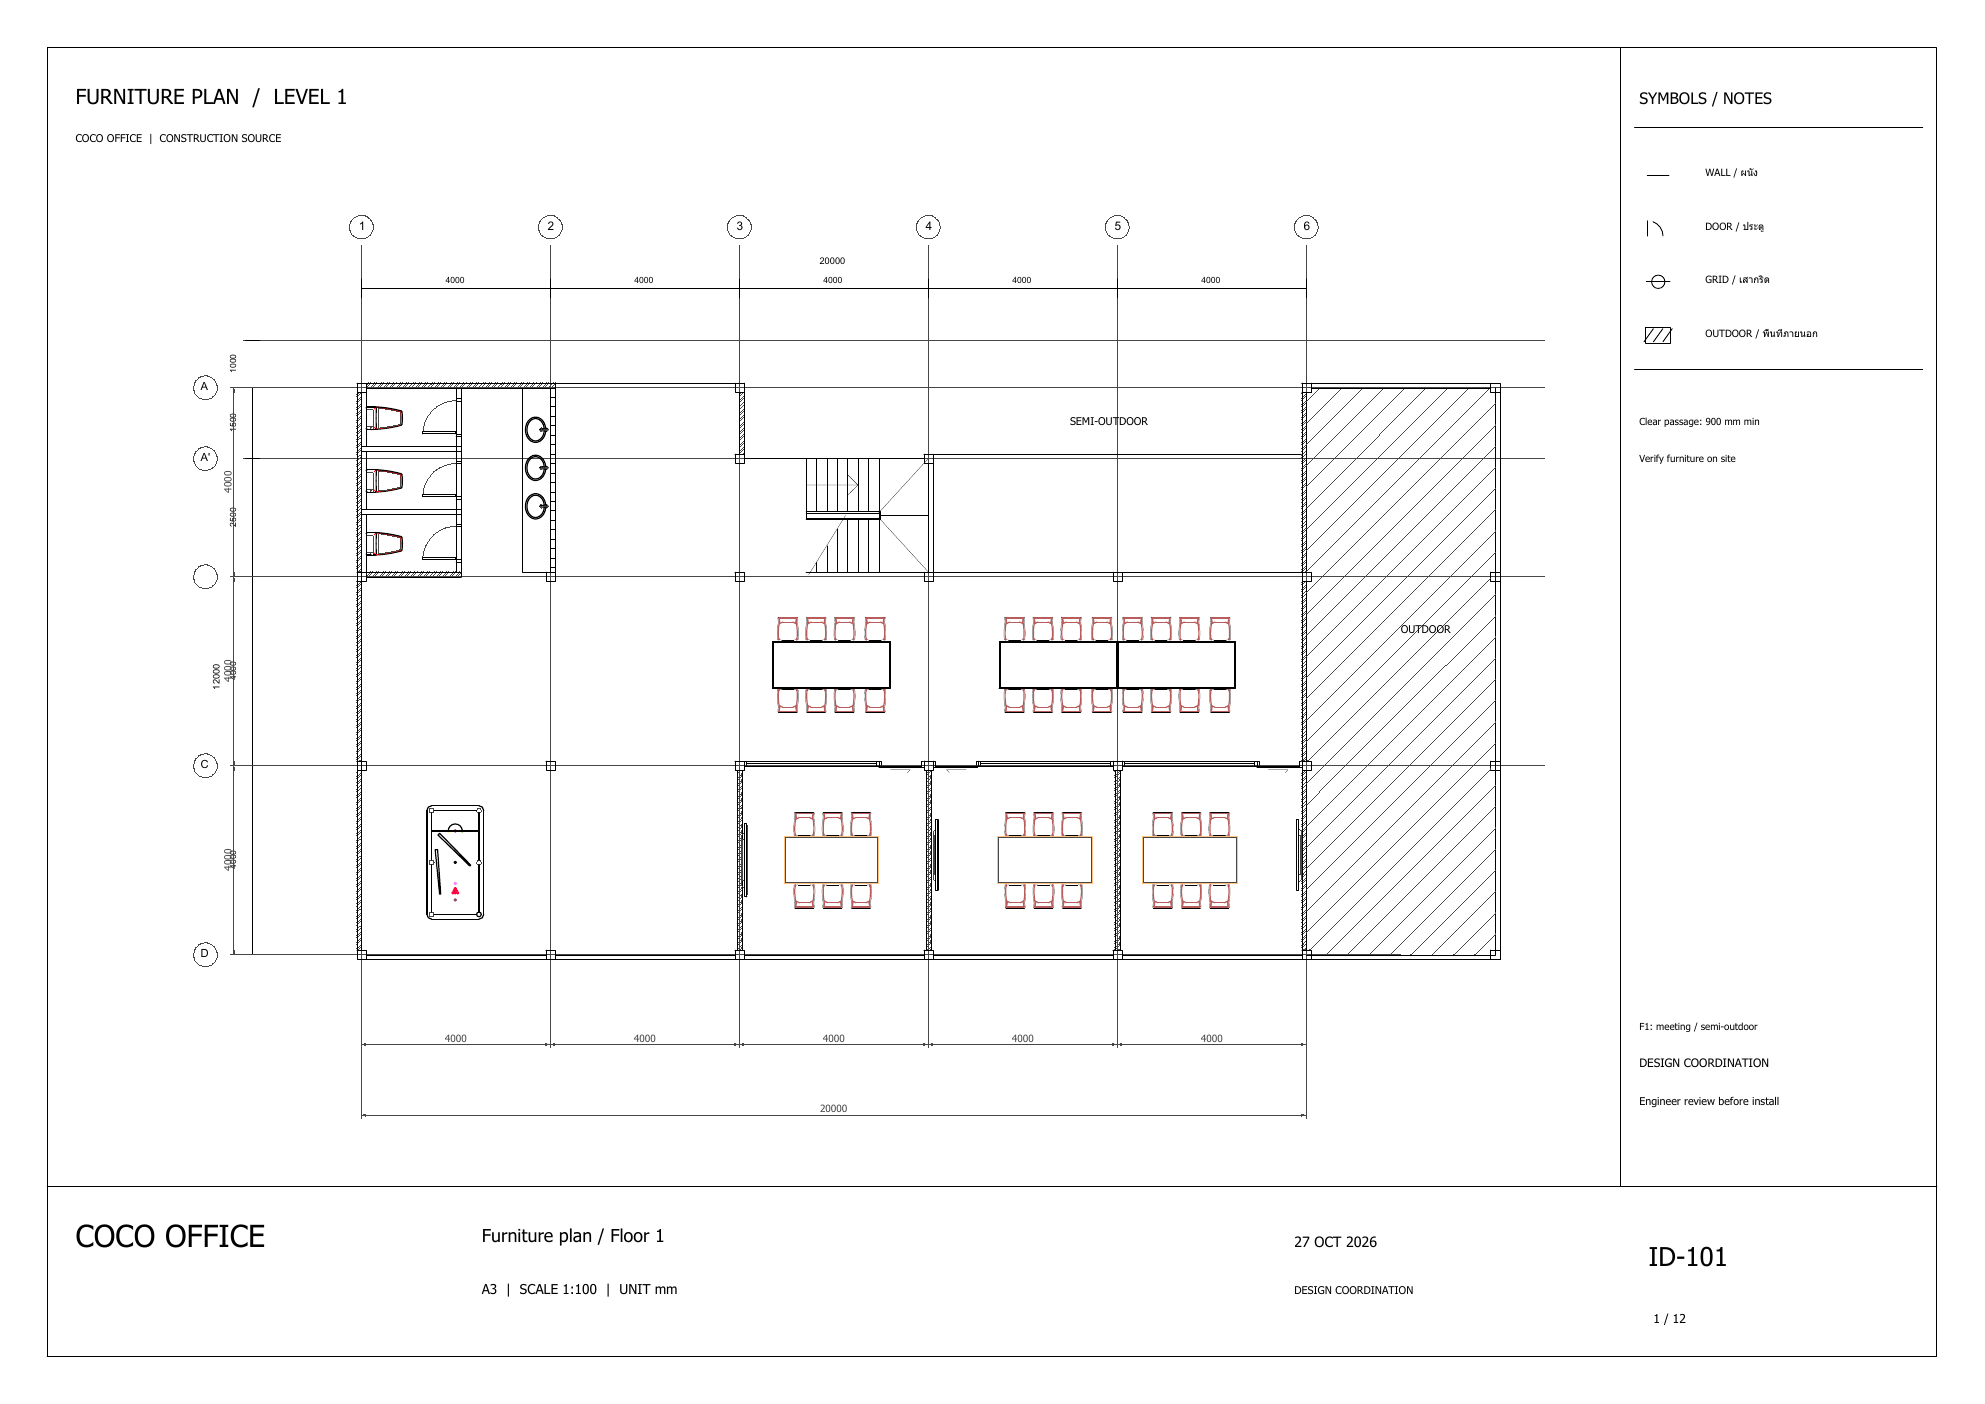 FURNITURE PLAN / LEVEL 1
COCO OFFICE | CONSTRUCTION SOURCE
SYMBOLS / NOTES
WALL / ผนัง
DOOR / ประตู
GRID / เสากริด
OUTDOOR / พื้นที่ภายนอก
Clear passage: 900 mm min
Verify furniture on site
1 2 3 4 5 6
20000
4000 4000 4000 4000 4000
1000
A
1500
SEMI-OUTDOOR
A'
4000
2500
OUTDOOR
12000
4000
4000
C
4000
4000
D
4000 4000 4000 4000 4000
20000
F1: meeting / semi-outdoor
DESIGN COORDINATION
Engineer review before install
COCO OFFICE
Furniture plan / Floor 1
A3 | SCALE 1:100 | UNIT mm
27 OCT 2026
DESIGN COORDINATION
ID-101
1 / 12